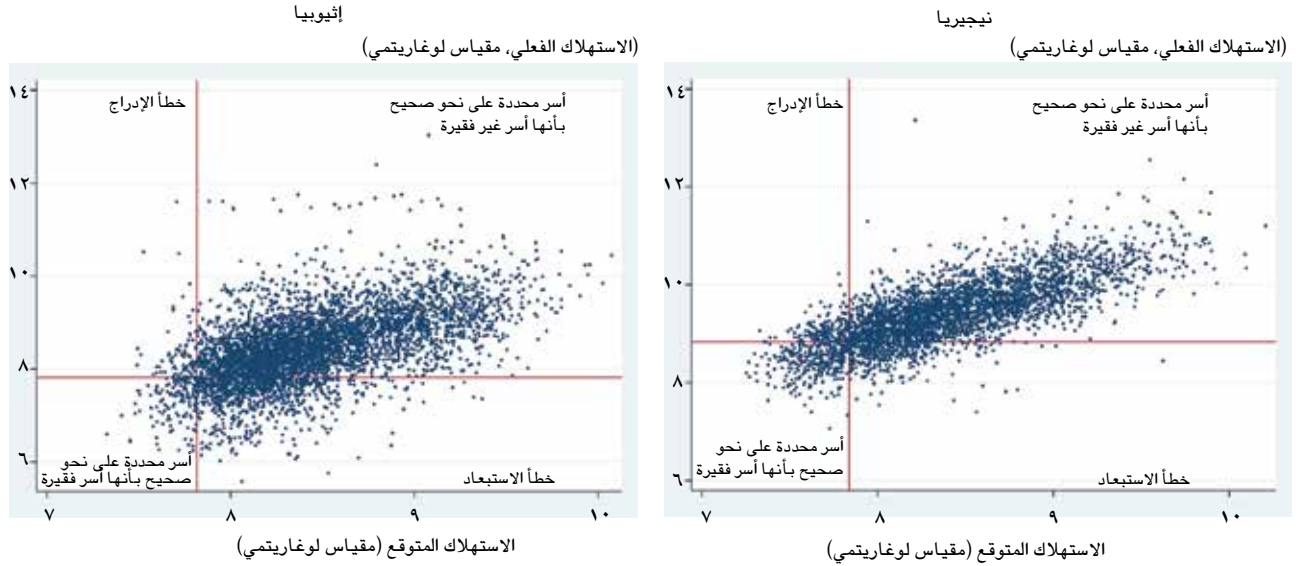 نيجيريا
(الاستهلاك الفعلي، مقياس لوغاريتمي)
١٤
١٢
١٠
٨
٦
خطأ الإدراج
أسر محددة على نحو صحيح
بأنها أسر غير فقيرة
أسر محددة على نحو
صحيح بأنها أسر فقيرة
خطأ الاستبعاد
٧ ٨ ٩ ١٠
الاستهلاك المتوقع (مقياس لوغاريتمي)
إثيوبيا
(الاستهلاك الفعلي، مقياس لوغاريتمي)
١٤
١٢
١٠
٨
٦
خطأ الإدراج
أسر محددة على نحو صحيح
بأنها أسر غير فقيرة
أسر محددة على نحو
صحيح بأنها أسر فقيرة
خطأ الاستبعاد
٧ ٨ ٩ ١٠
الاستهلاك المتوقع (مقياس لوغاريتمي)